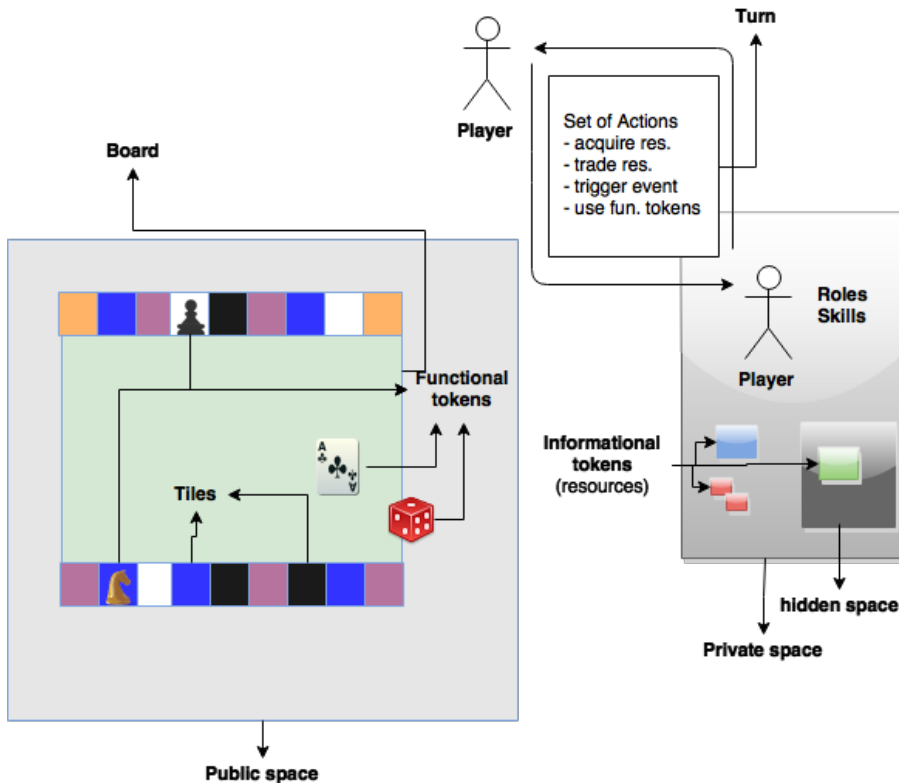 Turn
Player
Set of Actions
- acquire res.
- trade res.
- trigger event
- use fun. tokens
Board
Roles
Skills
Player
Functional
tokens
A
A
Informational
tokens
(resources)
Tiles
hidden space
Private space
Public space